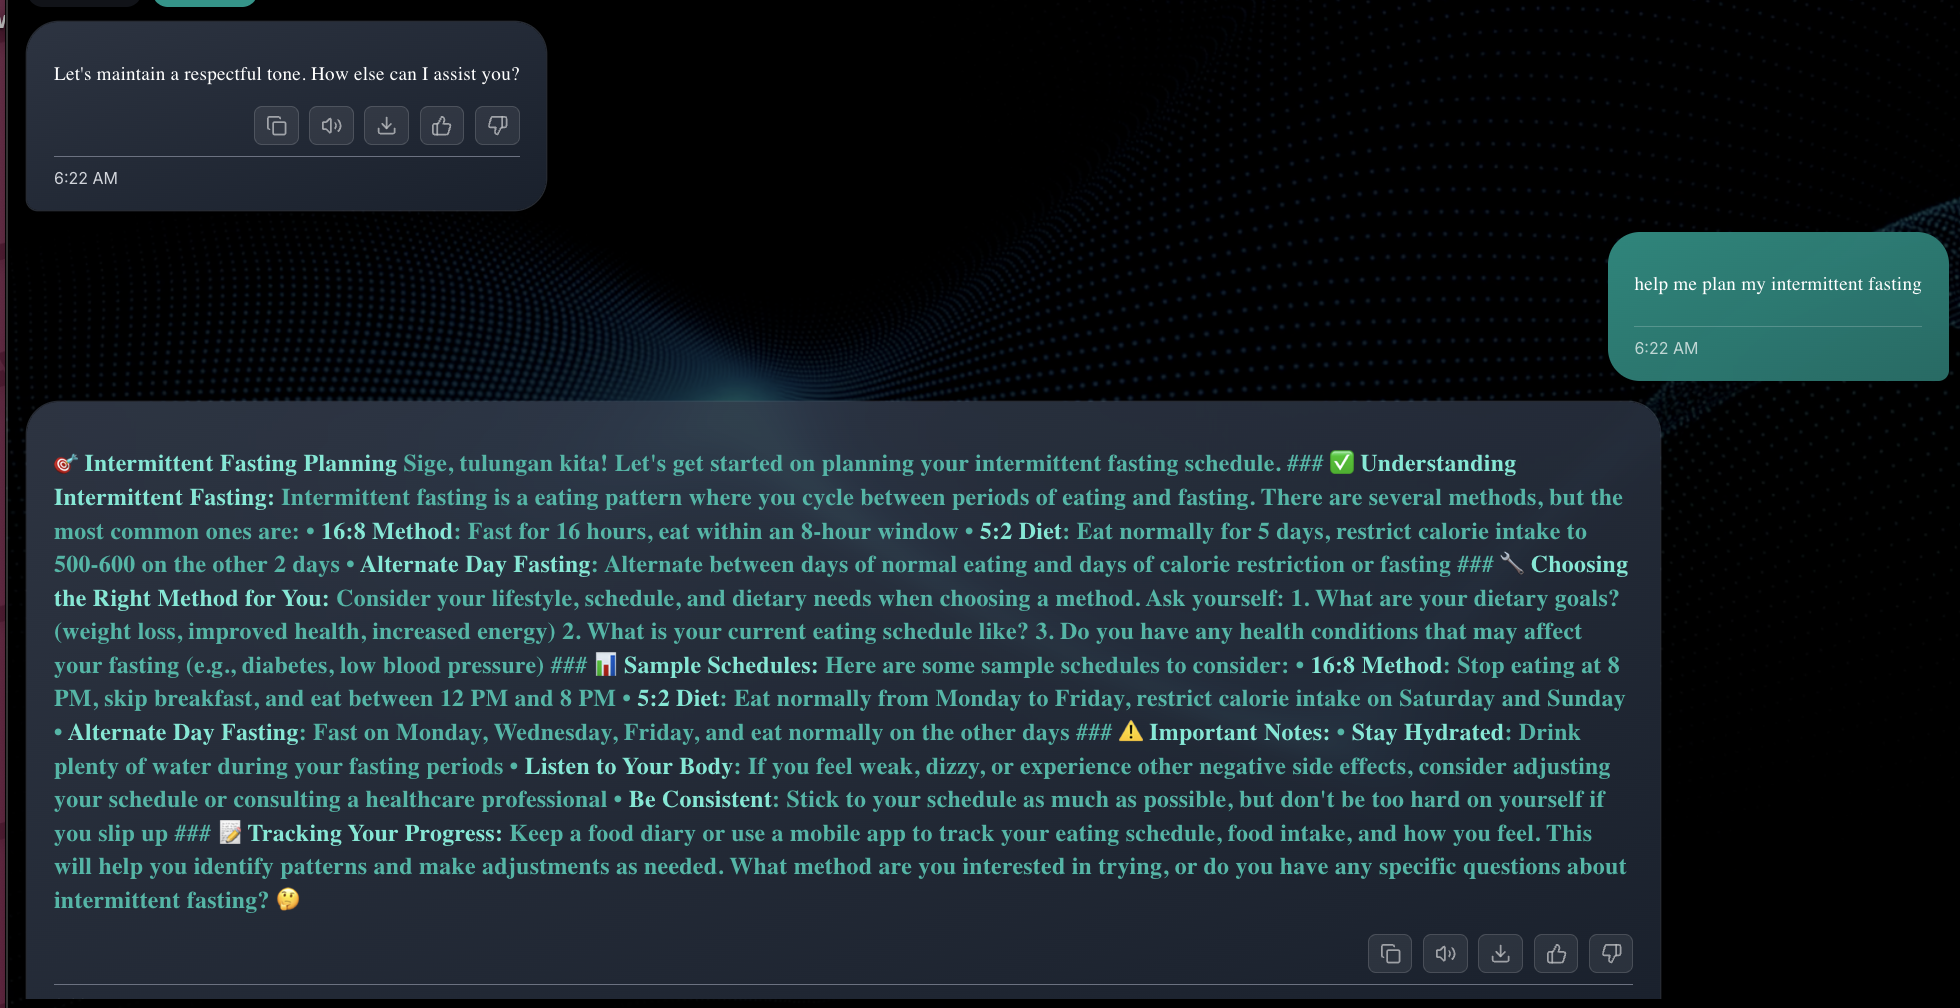 Let's maintain a respectful tone. How else can I assist you?
6:22 AM
help me plan my intermittent fasting
6:22 AM
🎯 Intermittent Fasting Planning Sige, tulungan kita! Let's get started on planning your intermittent fasting schedule. ### ✅ Understanding
Intermittent Fasting: Intermittent fasting is a eating pattern where you cycle between periods of eating and fasting. There are several methods, but the
most common ones are: • 16:8 Method: Fast for 16 hours, eat within an 8-hour window • 5:2 Diet: Eat normally for 5 days, restrict calorie intake to
500-600 on the other 2 days • Alternate Day Fasting: Alternate between days of normal eating and days of calorie restriction or fasting ### 🔧 Choosing
the Right Method for You: Consider your lifestyle, schedule, and dietary needs when choosing a method. Ask yourself: 1. What are your dietary goals?
(weight loss, improved health, increased energy) 2. What is your current eating schedule like? 3. Do you have any health conditions that may affect
your fasting (e.g., diabetes, low blood pressure) ### 📊 Sample Schedules: Here are some sample schedules to consider: • 16:8 Method: Stop eating at 8
PM, skip breakfast, and eat between 12 PM and 8 PM • 5:2 Diet: Eat normally from Monday to Friday, restrict calorie intake on Saturday and Sunday
• Alternate Day Fasting: Fast on Monday, Wednesday, Friday, and eat normally on the other days ### ⚠️ Important Notes: • Stay Hydrated: Drink
plenty of water during your fasting periods • Listen to Your Body: If you feel weak, dizzy, or experience other negative side effects, consider adjusting
your schedule or consulting a healthcare professional • Be Consistent: Stick to your schedule as much as possible, but don't be too hard on yourself if
you slip up ### 📝 Tracking Your Progress: Keep a food diary or use a mobile app to track your eating schedule, food intake, and how you feel. This
will help you identify patterns and make adjustments as needed. What method are you interested in trying, or do you have any specific questions about
intermittent fasting? 🤔